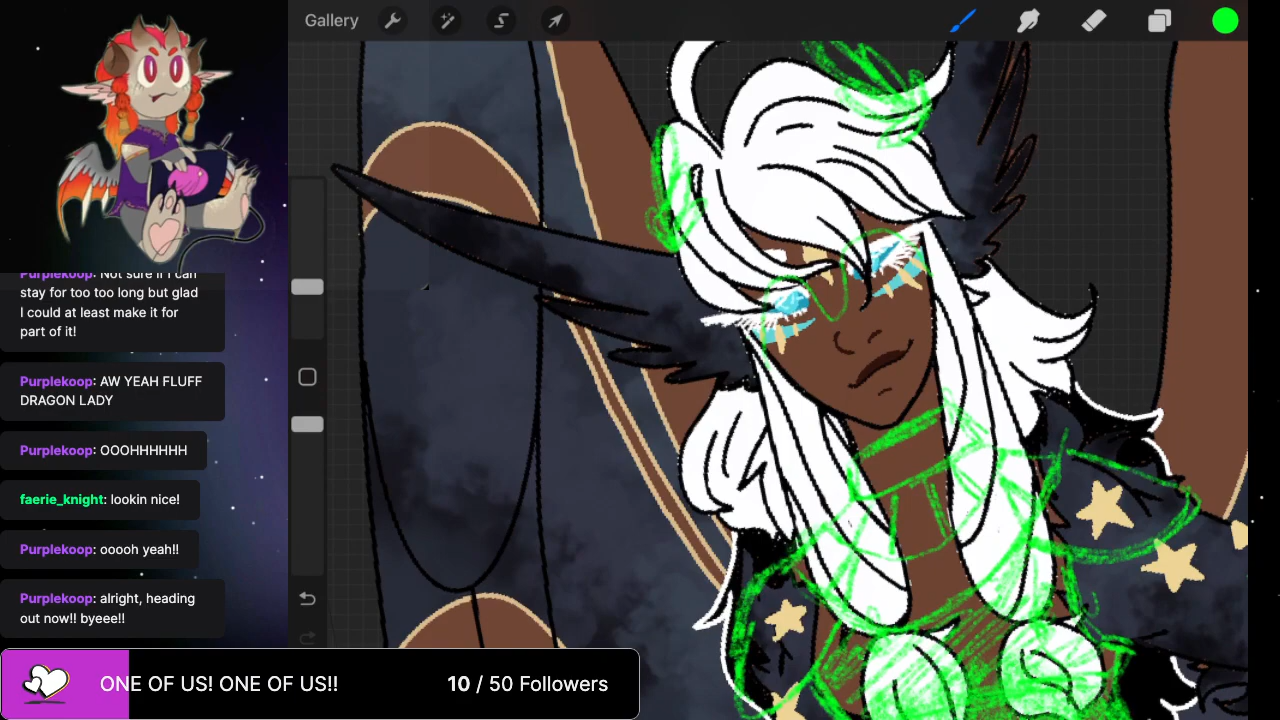 Gallery
Purplekoop: Not sure if I can
stay for too too long but glad
I could at least make it for
part of it!
Purplekoop: AW YEAH FLUFF
DRAGON LADY
Purplekoop: OOOHHHHHH
faerie_knight: lookin nice!
Purplekoop: ooooh yeah!!
Purplekoop: alright, heading
out now!! byeee!!
ONE OF US! ONE OF US!! 10 / 50 Followers